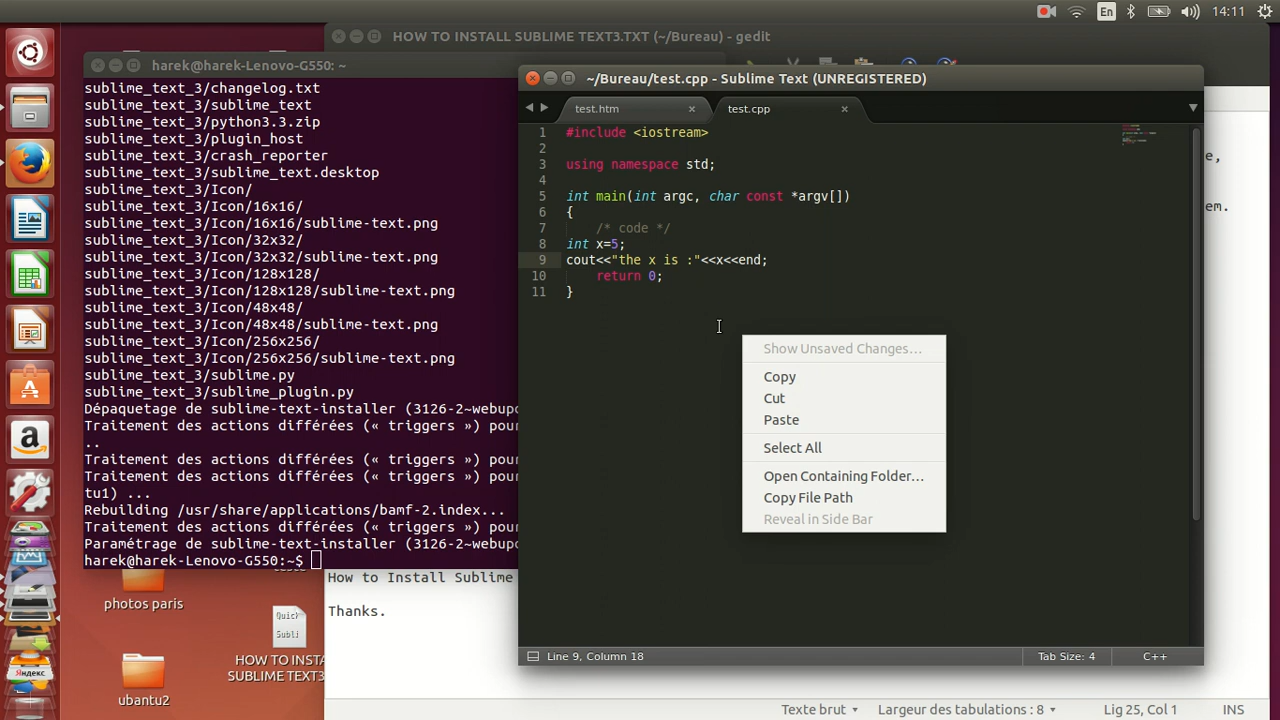 En
14:11
HOW TO INSTALL SUBLIME TEXT3.TXT (~/Bureau) - gedit
harek@harek-Lenovo-G550: ~
sublime_text_3/changelog.txt
sublime_text_3/sublime_text
sublime_text_3/python3.3.zip
sublime_text_3/plugin_host
sublime_text_3/crash_reporter
sublime_text_3/sublime_text.desktop
sublime_text_3/Icon/
sublime_text_3/Icon/16x16/
sublime_text_3/Icon/16x16/sublime-text.png
sublime_text_3/Icon/32x32/
sublime_text_3/Icon/32x32/sublime-text.png
sublime_text_3/Icon/128x128/
sublime_text_3/Icon/128x128/sublime-text.png
sublime_text_3/Icon/48x48/
sublime_text_3/Icon/48x48/sublime-text.png
sublime_text_3/Icon/256x256/
sublime_text_3/Icon/256x256/sublime-text.png
sublime_text_3/sublime.py
sublime_text_3/sublime_plugin.py
Dépaquetage de sublime-text-installer (3126-2~webupd
Traitement des actions différées (« triggers ») pour
..
Traitement des actions différées (« triggers ») pour
Traitement des actions différées (« triggers ») pour
tu1) ...
Rebuilding /usr/share/applications/bamf-2.index...
Traitement des actions différées (« triggers ») pour
Paramétrage de sublime-text-installer (3126-2~webupd
harek@harek-Lenovo-G550:~$
~/Bureau/test.cpp - Sublime Text (UNREGISTERED)
test.htm
test.cpp
1 #include <iostream>
2
3 using namespace std;
4
5 int main(int argc, char const *argv[])
6 {
7 /* code */
8 int x=5;
9 cout<<"the x is :"<<x<<end;
10 return 0;
11 }
Show Unsaved Changes…
Copy
Cut
Paste
Select All
Open Containing Folder…
Copy File Path
Reveal in Side Bar
Line 9, Column 18
Tab Size: 4
C++
em.
How to Install Sublime
Thanks.
photos paris
Quick
Subli
HOW TO INSTA
SUBLIME TEXT3
ubantu2
Яндекс
Texte brut
Largeur des tabulations : 8
Lig 25, Col 1
INS